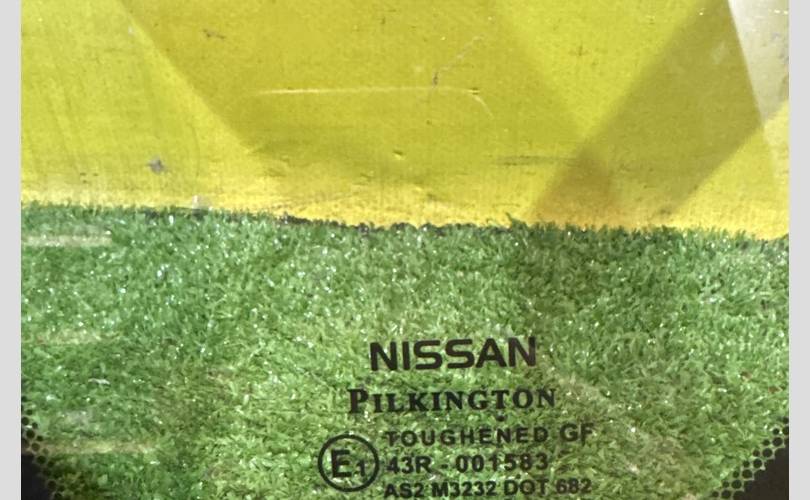 NISSAN
PILKINGTON
TOUGHENED GF
E1 43R - 001583
AS2 M3232 DOT 682